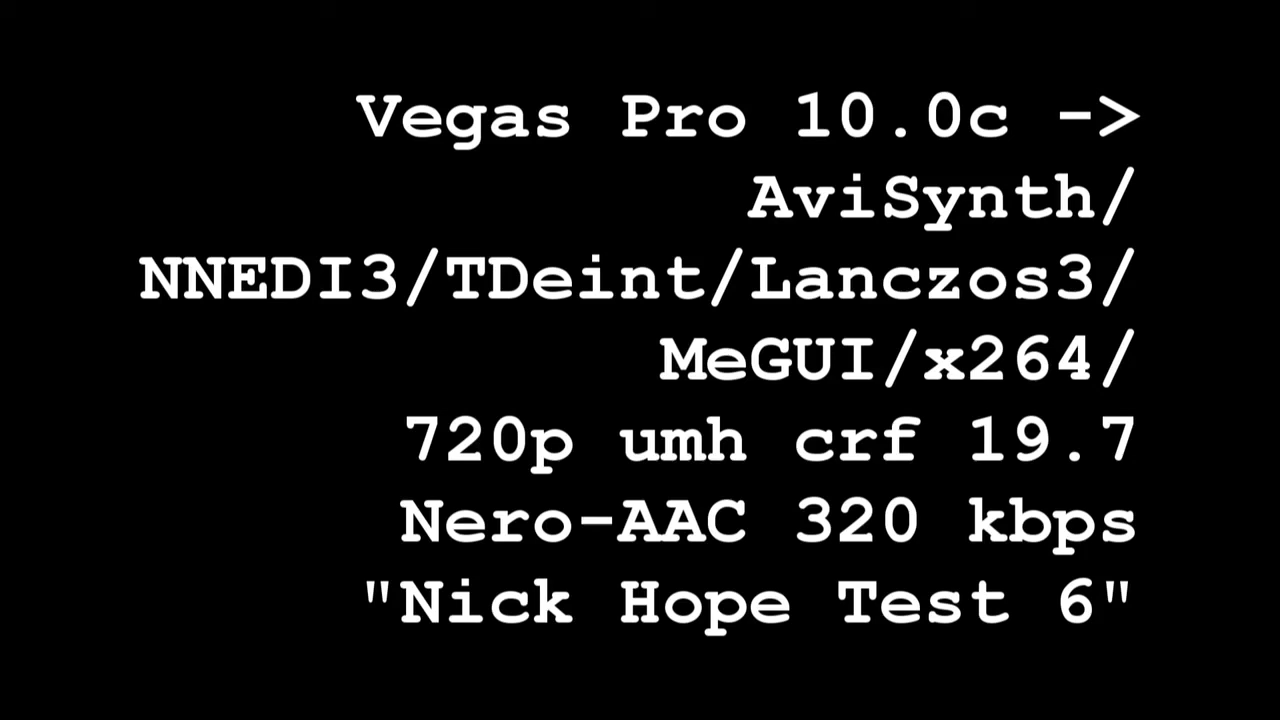 Vegas Pro 10.0c ->
AviSynth/
NNEDI3/TDeint/Lanczos3/
MeGUI/x264/
720p umh crf 19.7
Nero-AAC 320 kbps
"Nick Hope Test 6"